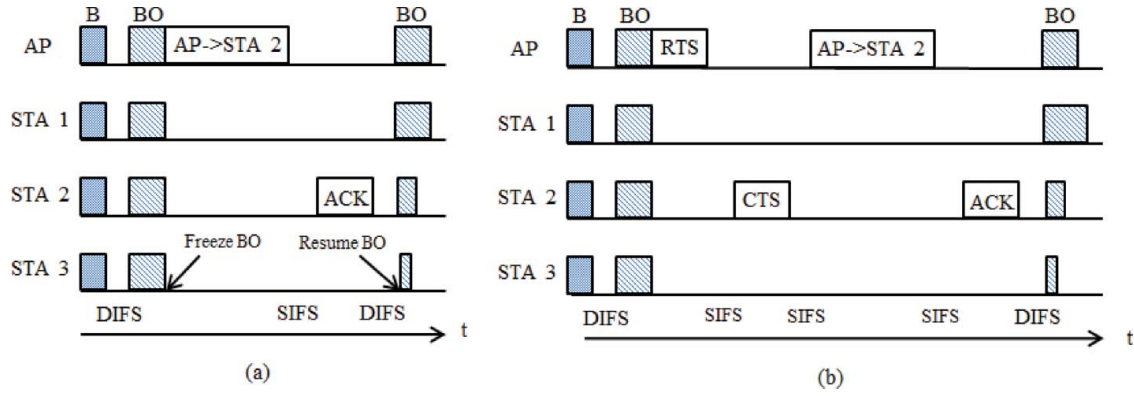 B BO BO
AP AP->STA 2
STA 1
STA 2 ACK
Freeze BO Resume BO
STA 3
DIFS SIFS DIFS
t
(a)
B BO BO
AP RTS AP->STA 2
STA 1
STA 2 CTS ACK
STA 3
DIFS SIFS SIFS SIFS DIFS
t
(b)